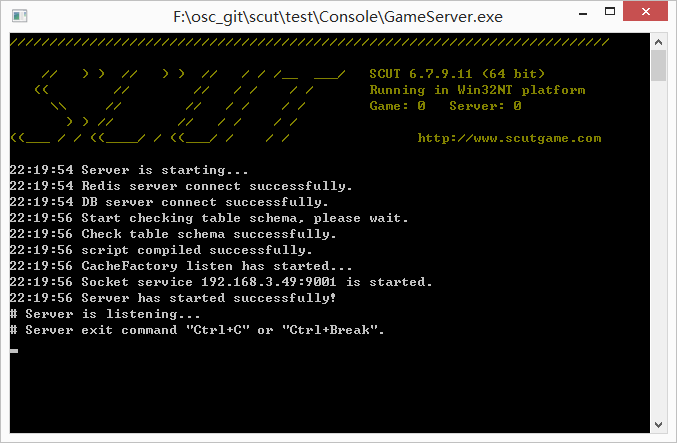 F:\osc_git\scut\test\Console\GameServer.exe
SCUT 6.7.9.11 (64 bit)
Running in Win32NT platform
Game: 0   Server: 0
http://www.scutgame.com
22:19:54 Server is starting...
22:19:54 Redis server connect successfully.
22:19:54 DB server connect successfully.
22:19:56 Start checking table schema, please wait.
22:19:56 Check table schema successfully.
22:19:56 script compiled successfully.
22:19:56 CacheFactory listen has started...
22:19:56 Socket service 192.168.3.49:9001 is started.
22:19:56 Server has started successfully!
# Server is listening...
# Server exit command "Ctrl+C" or "Ctrl+Break".